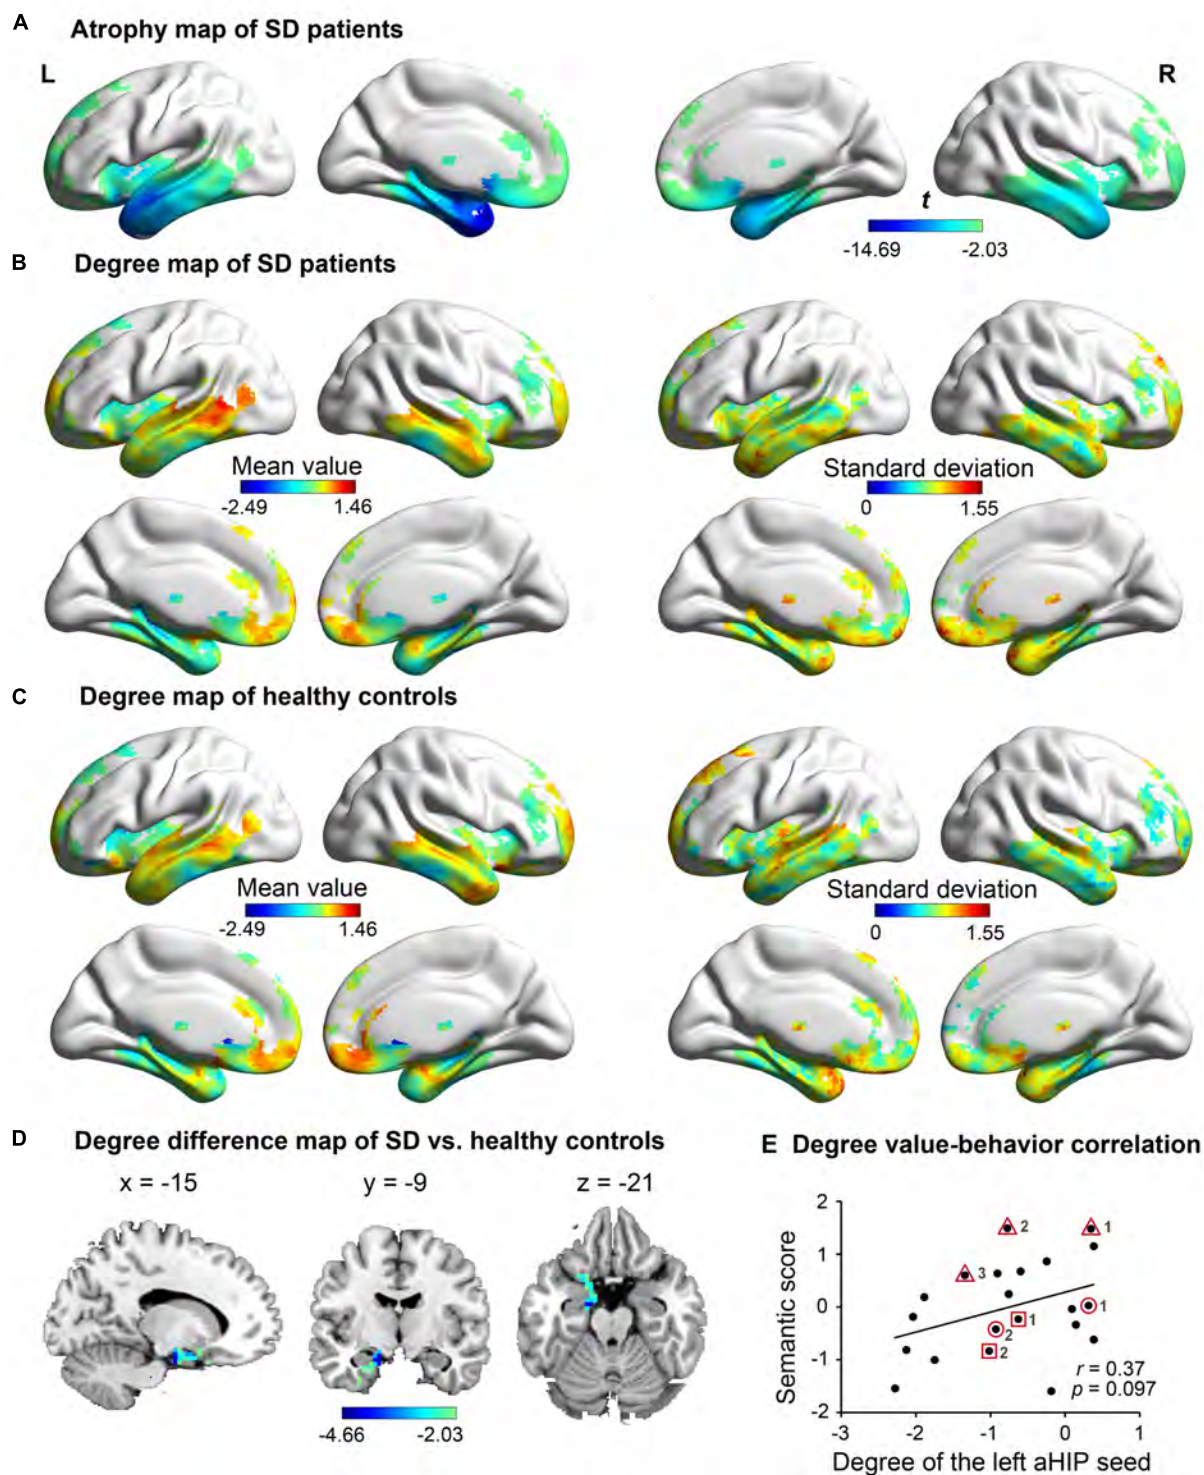 A Atrophy map of SD patients
L
R
t
-14.69 -2.03
B Degree map of SD patients
Mean value
-2.49 1.46
Standard deviation
0 1.55
C Degree map of healthy controls
Mean value
-2.49 1.46
Standard deviation
0 1.55
D Degree difference map of SD vs. healthy controls
x = -15 y = -9 z = -21
-4.66 -2.03
E Degree value-behavior correlation
Semantic score
2
1
0
-1
-2
2
1
3
1
1
2
2
r = 0.37
p = 0.097
-3 -2 -1 0 1
Degree of the left aHIP seed